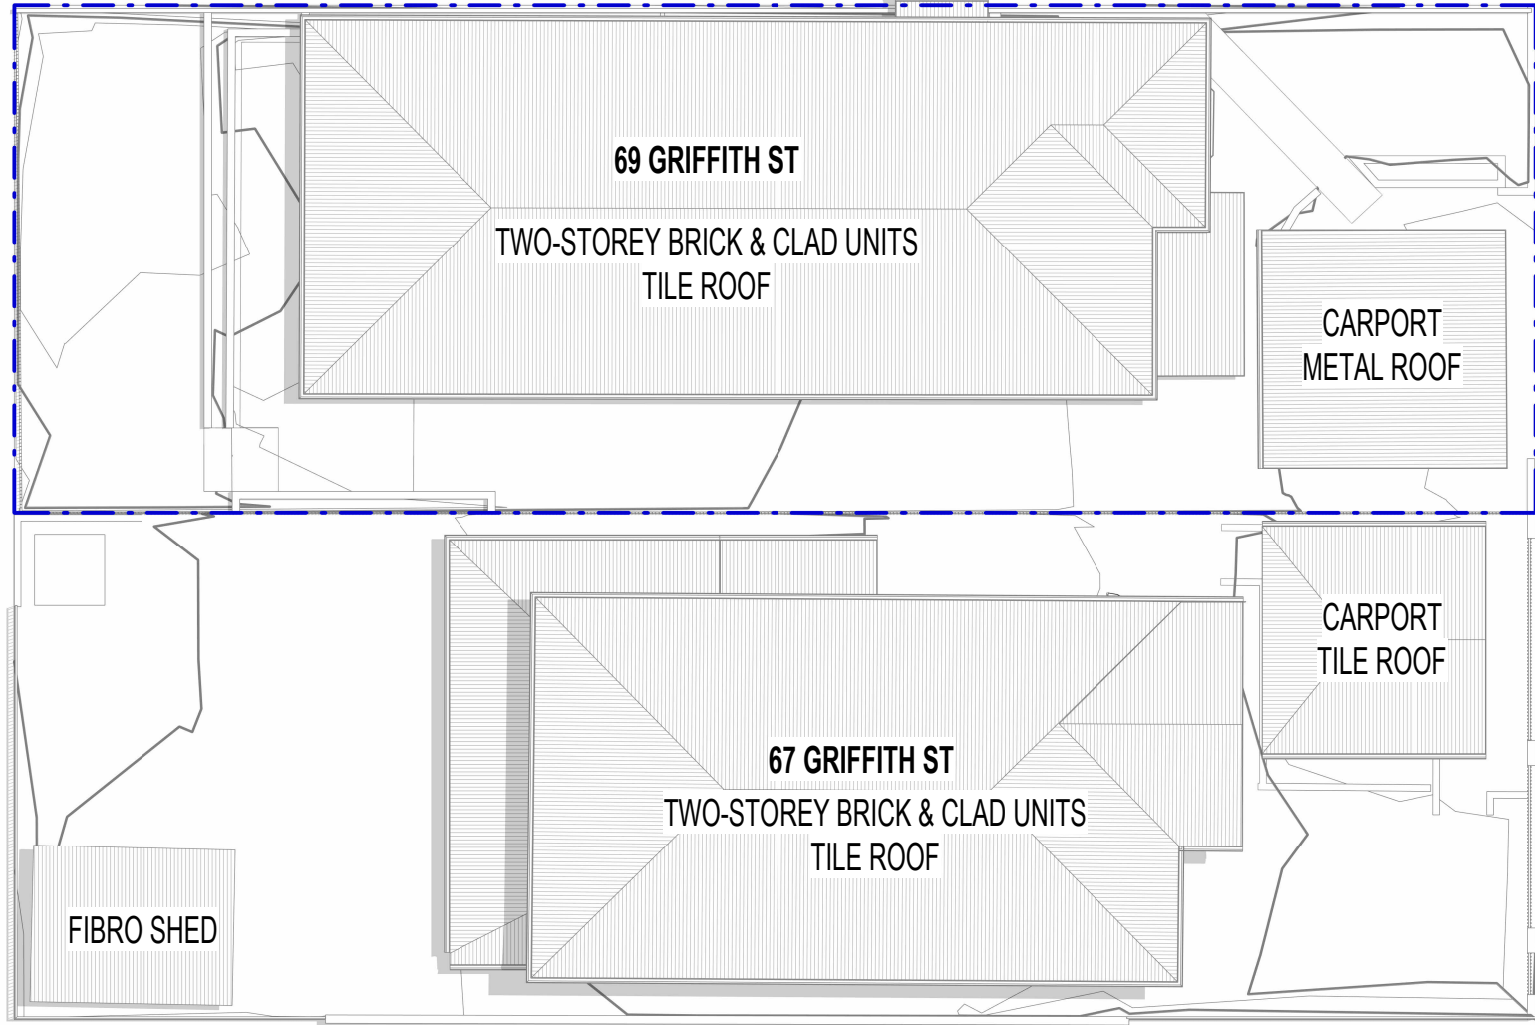 69 GRIFFITH ST
TWO-STOREY BRICK & CLAD UNITS
TILE ROOF
CARPORT
METAL ROOF
CARPORT
TILE ROOF
67 GRIFFITH ST
TWO-STOREY BRICK & CLAD UNITS
TILE ROOF
FIBRO SHED